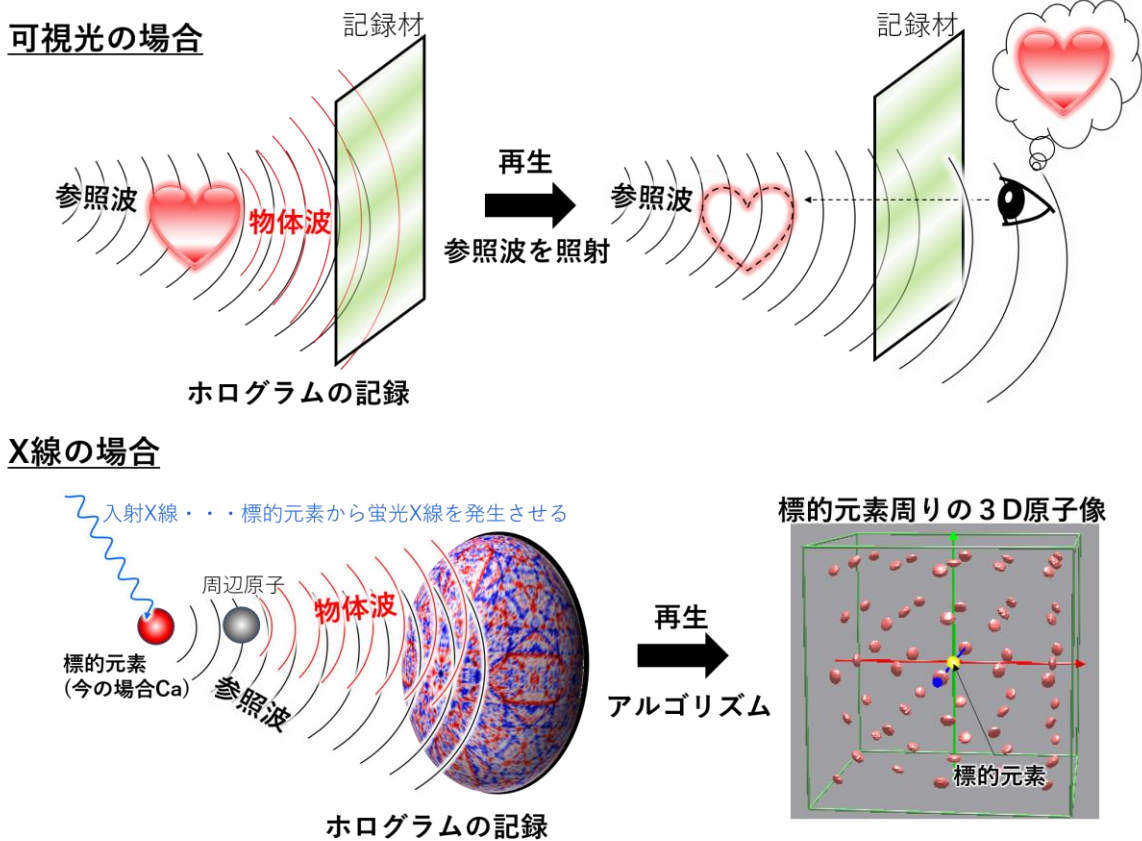 可視光の場合
記録材
参照波
物体波
ホログラムの記録
再生
参照波を照射
記録材
参照波
X線の場合
入射X線・・・標的元素から蛍光X線を発生させる
周辺原子
物体波
標的元素
(今の場合Ca)
参照波
ホログラムの記録
再生
アルゴリズム
標的元素周りの３D原子像
標的元素